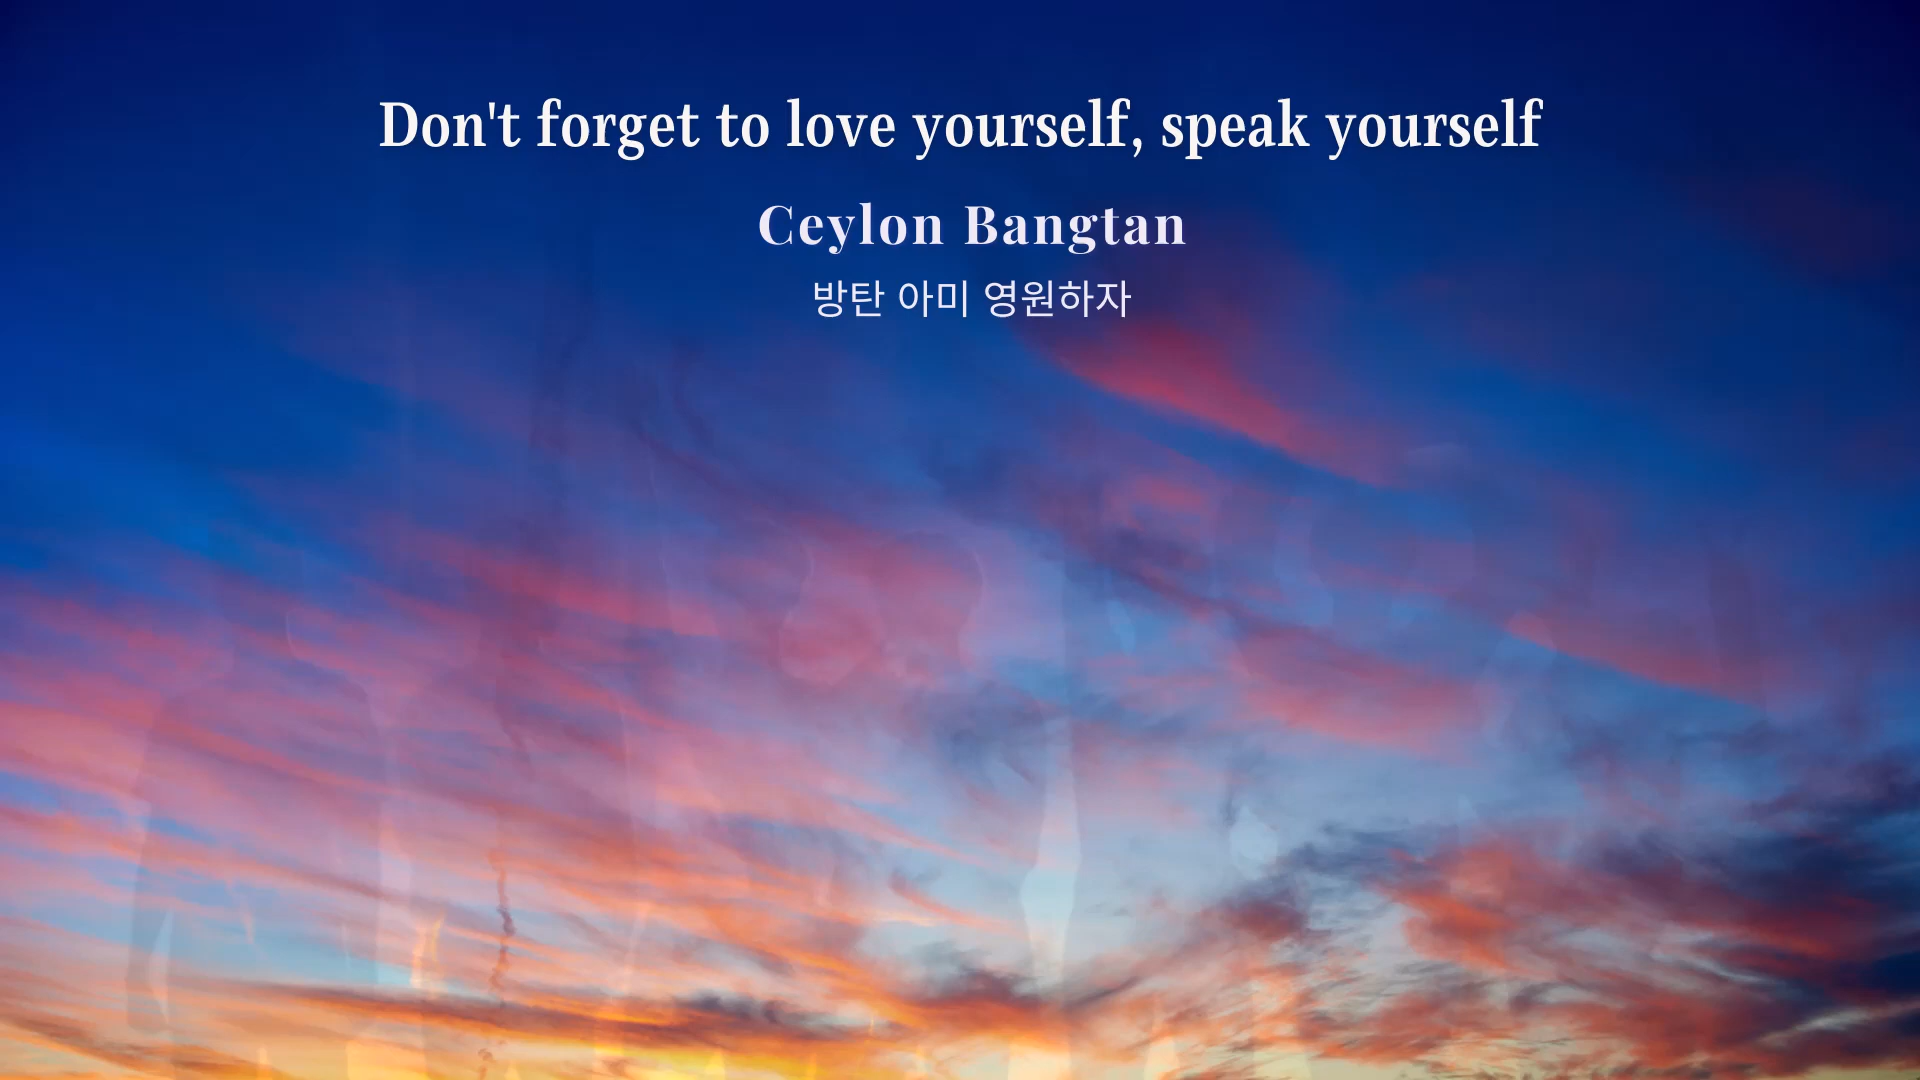 Don't forget to love yourself, speak yourself
Ceylon Bangtan
방탄 아미 영원하자